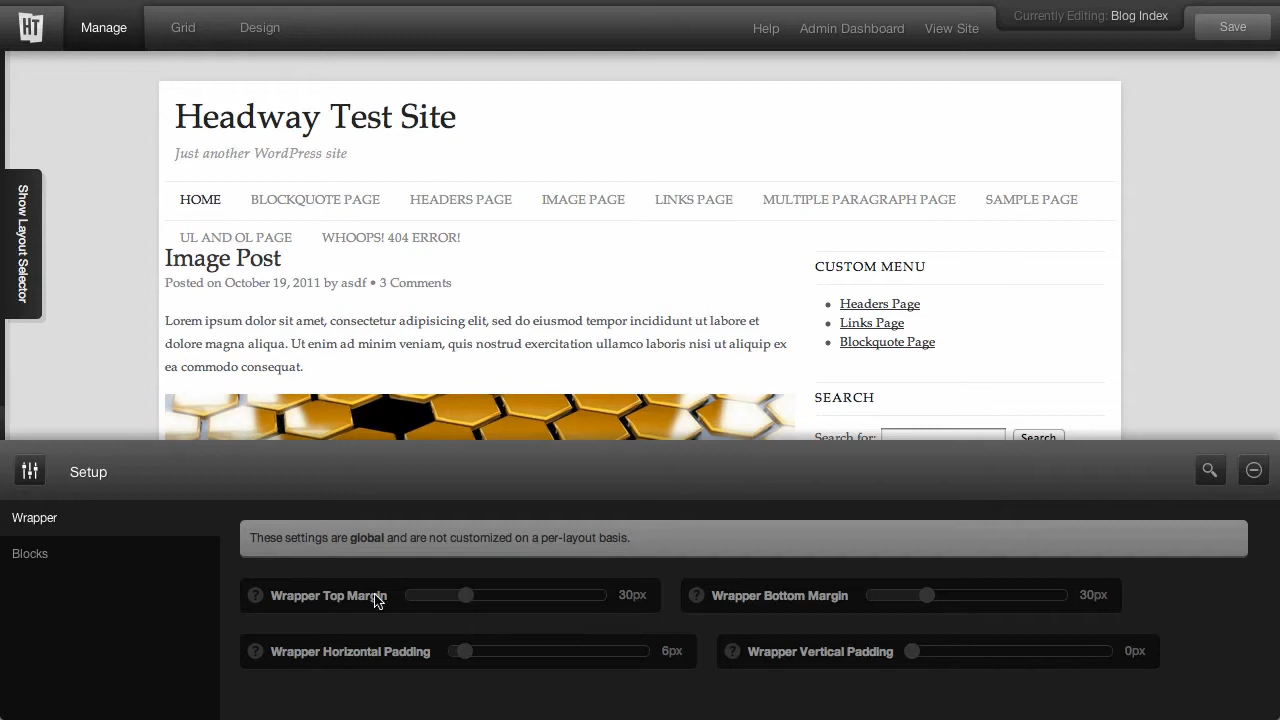 HT Manage Grid Design Help Admin Dashboard View Site Currently Editing: Blog Index Save
Headway Test Site
Just another WordPress site
Show Layout Selector
HOME BLOCKQUOTE PAGE HEADERS PAGE IMAGE PAGE LINKS PAGE MULTIPLE PARAGRAPH PAGE SAMPLE PAGE
UL AND OL PAGE WHOOPS! 404 ERROR!
Image Post
Posted on October 19, 2011 by asdf • 3 Comments
Lorem ipsum dolor sit amet, consectetur adipisicing elit, sed do eiusmod tempor incididunt ut labore et
dolore magna aliqua. Ut enim ad minim veniam, quis nostrud exercitation ullamco laboris nisi ut aliquip ex
ea commodo consequat.
CUSTOM MENU
Headers Page
Links Page
Blockquote Page
SEARCH
Search for: Search
Setup
Wrapper
Blocks
These settings are global and are not customized on a per-layout basis.
? Wrapper Top Margin 30px ? Wrapper Bottom Margin 30px
? Wrapper Horizontal Padding 6px ? Wrapper Vertical Padding 0px